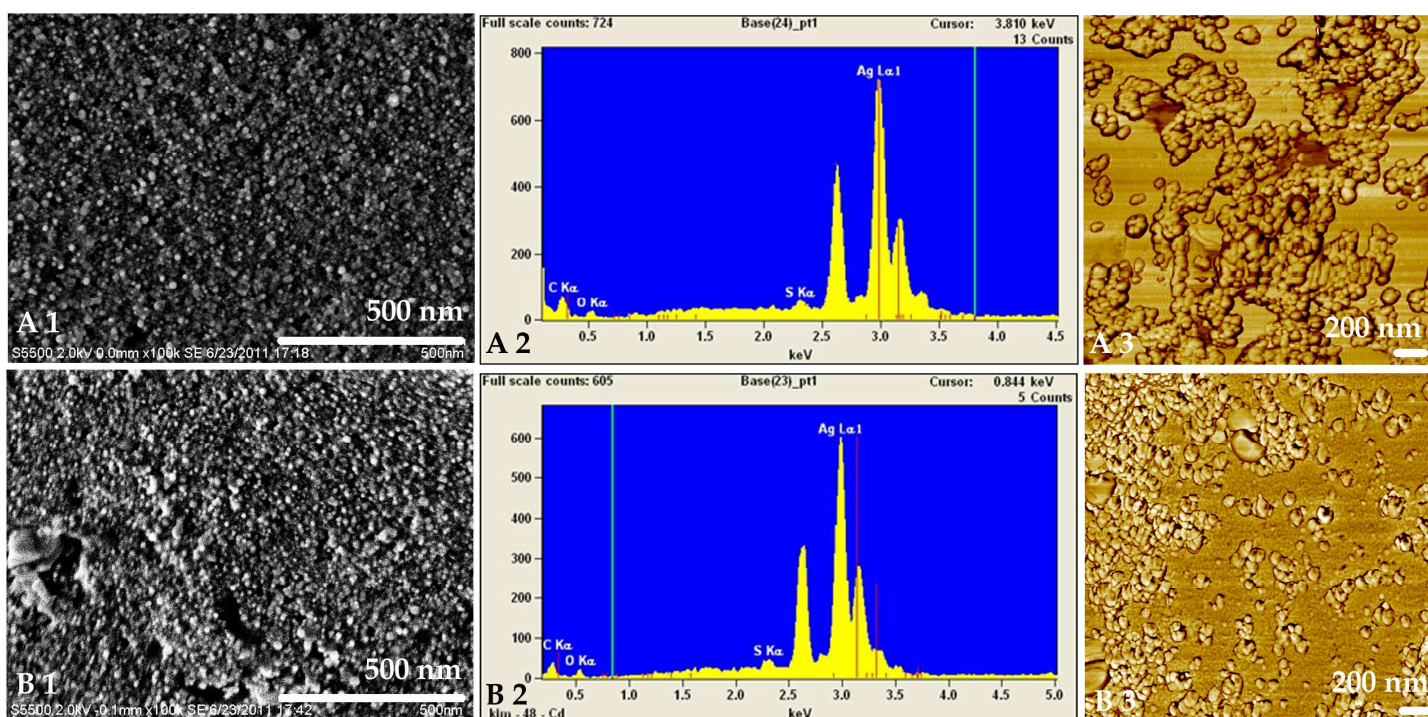 500 nm
A 1
S5500 2.0kV 0.0mm x100k SE 6/23/2011 17:18 500nm
Full scale counts: 724 Base(24)_pt1 Cursor: 3.810 keV
13 Counts
800
600
400
200
0
Ag Lα1
C Kα
O Kα
S Kα
0.5 1.0 1.5 2.0 2.5 3.0 3.5 4.0 4.5
keV
A 2
200 nm
A 3
500 nm
B 1
S5500 2.0kV -0.1mm x100k SE 6/23/2011 17:42 500nm
Full scale counts: 605 Base(23)_pt1 Cursor: 0.844 keV
5 Counts
600
500
400
300
200
100
0
Ag Lα1
C Kα
O Kα
S Kα
0.5 1.0 1.5 2.0 2.5 3.0 3.5 4.0 4.5 5.0
klm - 48 - Cd keV
B 2
200 nm
B 3